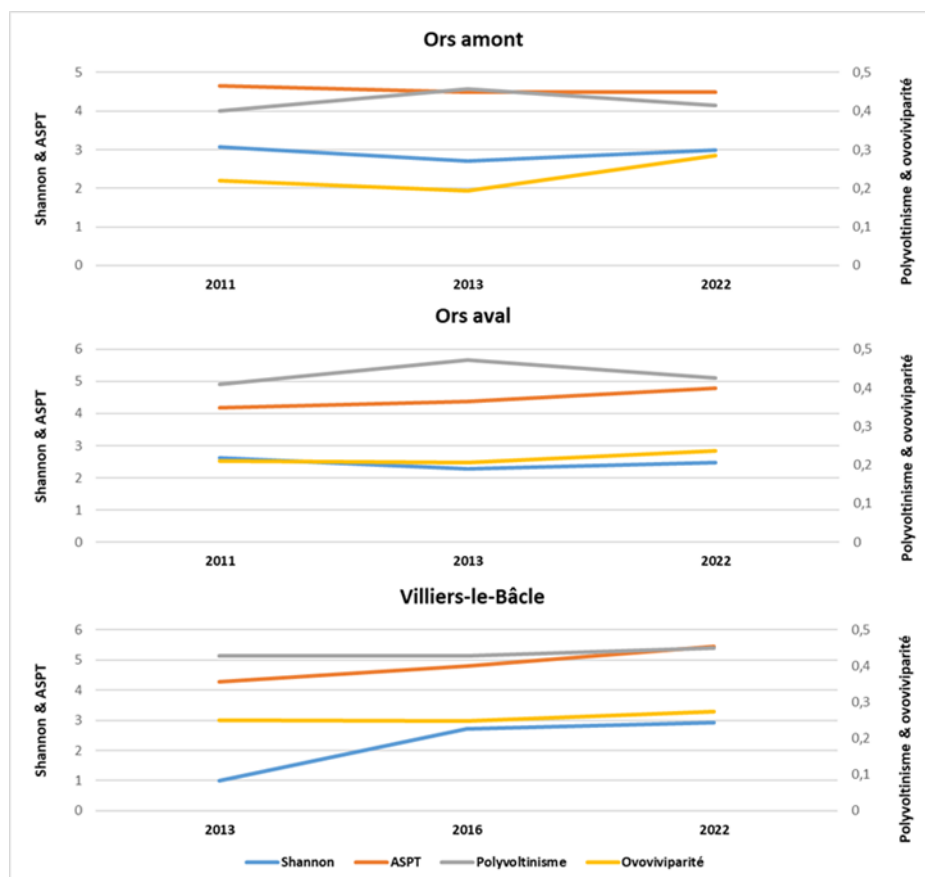 Ors amont
Shannon & ASPT
5
4
3
2
1
0
0,5
0,4
0,3
0,2
0,1
0
Polyvoltinisme & ovoviviparité
2011 2013 2022
Ors aval
Shannon & ASPT
6
5
4
3
2
1
0
0,5
0,4
0,3
0,2
0,1
0
Polyvoltinisme & ovoviviparité
2011 2013 2022
Villiers-le-Bâcle
Shannon & ASPT
6
5
4
3
2
1
0
0,5
0,4
0,3
0,2
0,1
0
Polyvoltinisme & ovoviviparité
2013 2016 2022
Shannon ASPT Polyvoltinisme Ovoviviparité